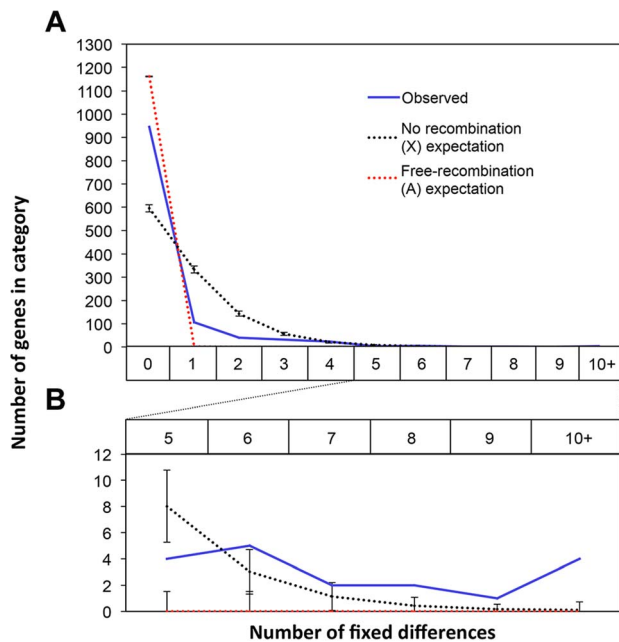 A
1300
1200
1100
1000
900
800
700
600
500
400
300
200
100
0
Observed
No recombination
(X) expectation
Free-recombination
(A) expectation
0 1 2 3 4 5 6 7 8 9 10+
Number of genes in category
B
5 6 7 8 9 10+
12
10
8
6
4
2
0
Number of fixed differences